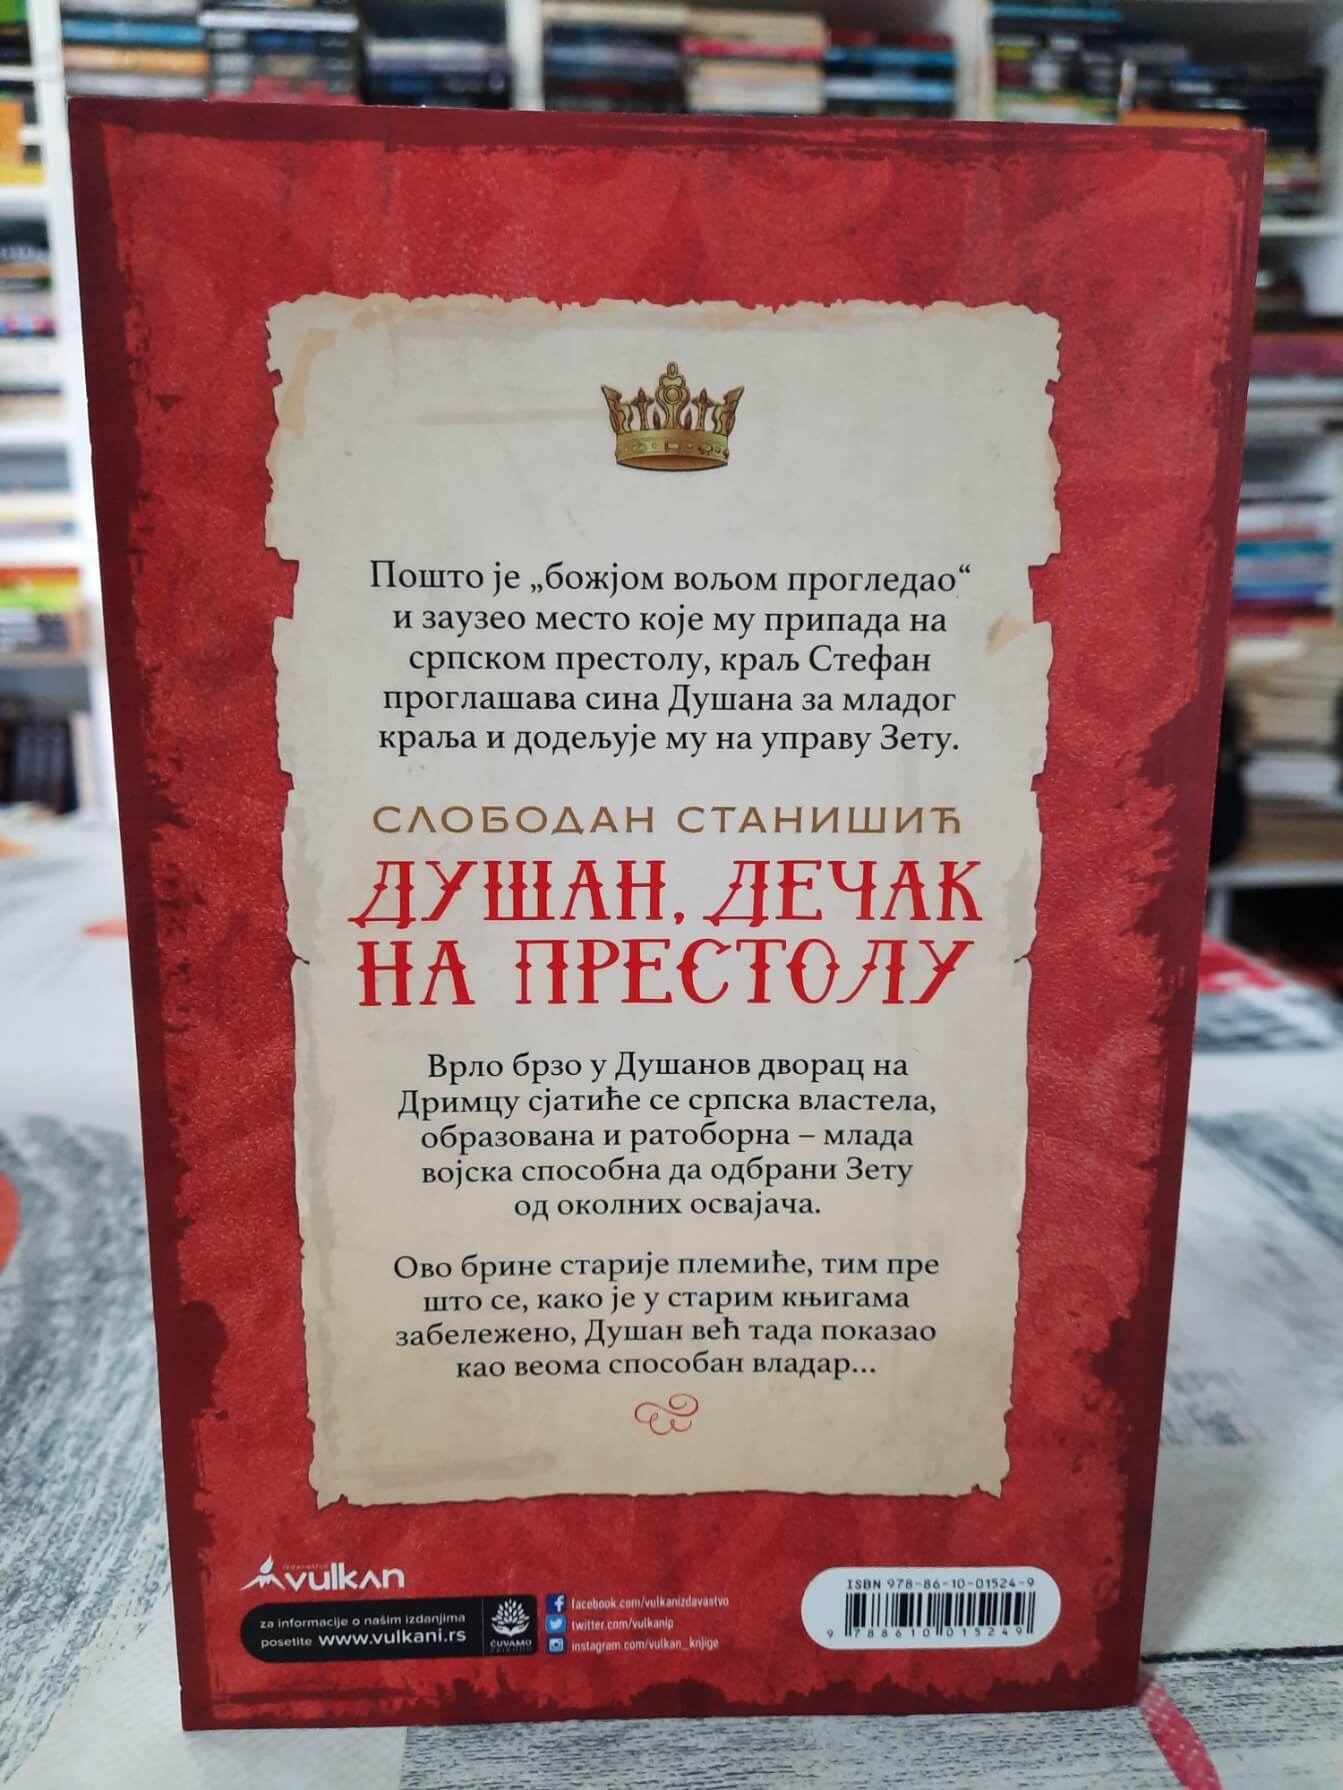 Пошто је „божјом вољом прогледао“
и заузео место које му припада на
српском престолу, краљ Стефан
проглашава сина Душана за младог
краља и додељује му на управу Зету.
СЛОБОДАН СТАНИШИЋ
ДУШАН, ДЕЧАК
НА ПРЕСТОЛУ
Врло брзо у Душанов дворац на
Дримцу сјатиће се српска властела,
образована и ратоборна – млада
војска способна да одбрани Зету
од околних освајача.
Ово брине старије племиће, тим пре
што се, како је у старим књигама
забележено, Душан већ тада показао
као веома способан владар...
vulkan
za informacije o našim izdanjima
posetite www.vulkani.rs
ČUVAMO
PRIRODU
facebook.com/vulkanizdavastvo
twitter.com/vulkanip
instagram.com/vulkan_knjige
ISBN 978-86-10-01524-9
9 788610 015249